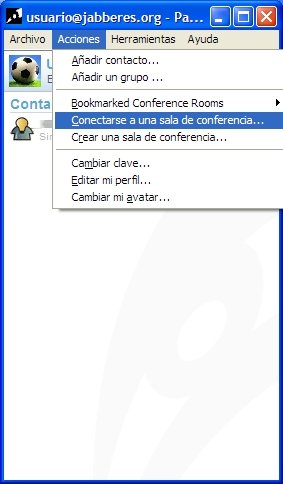 usuario@jabberes.org - Pa...
Archivo Acciones Herramientas Ayuda
Añadir contacto...
Añadir un grupo ...
Conta
Bookmarked Conference Rooms
Conectarse a una sala de conferencia...
Crear una sala de conferencia...
Cambiar clave...
Editar mi perfil...
Cambiar mi avatar...